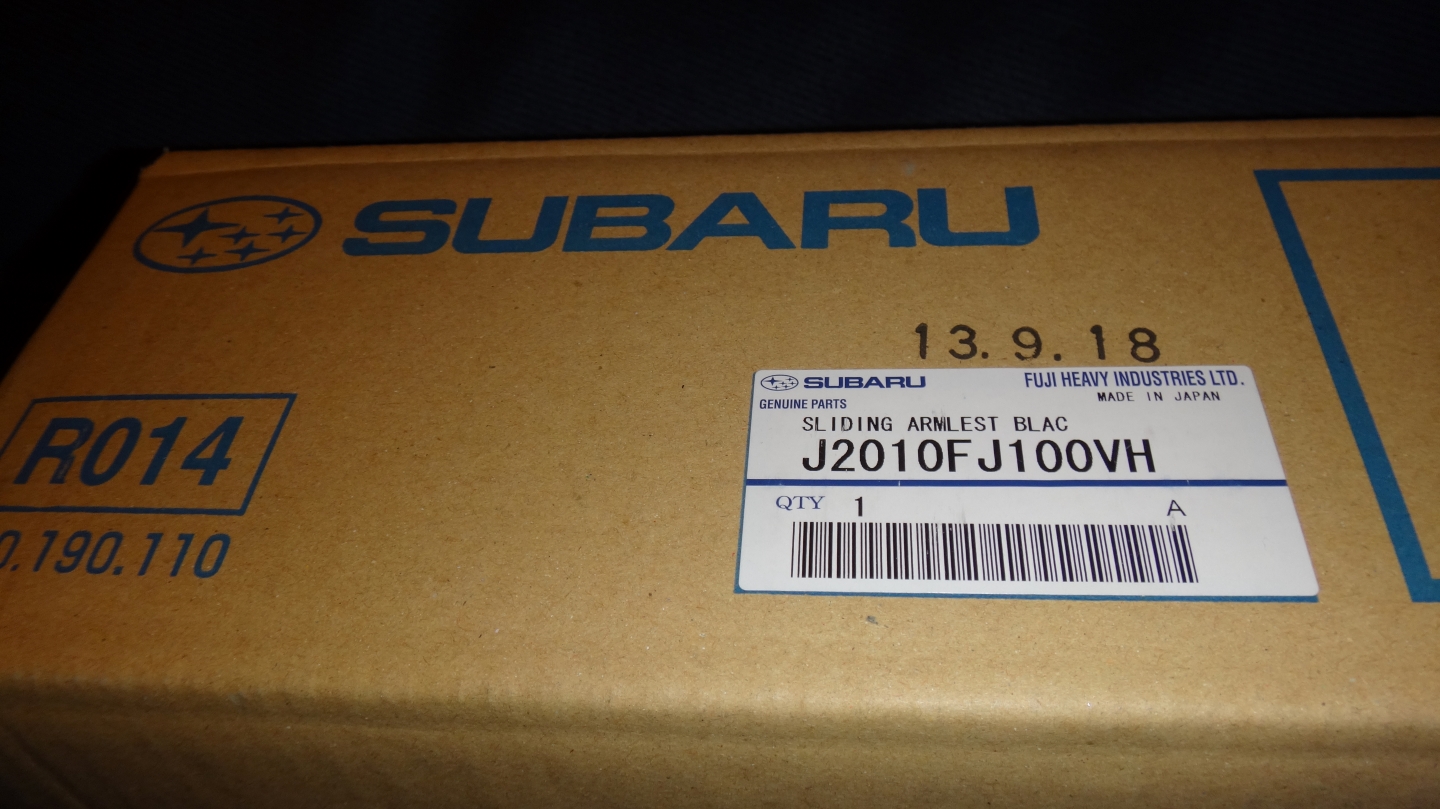 SUBARU
13.9.18
R014
0.190.110
SUBARU
FUJI HEAVY INDUSTRIES LTD.
MADE IN JAPAN
GENUINE PARTS
SLIDING ARMLEST BLAC
J2010FJ100VH
QTY 1 A